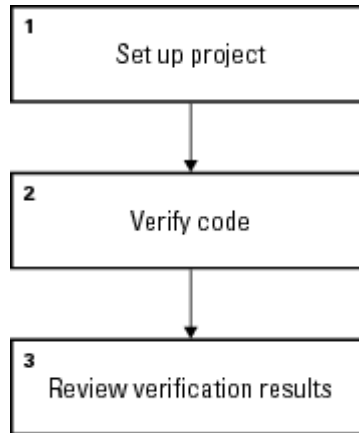 1
Set up project
2
Verify code
3
Review verification results